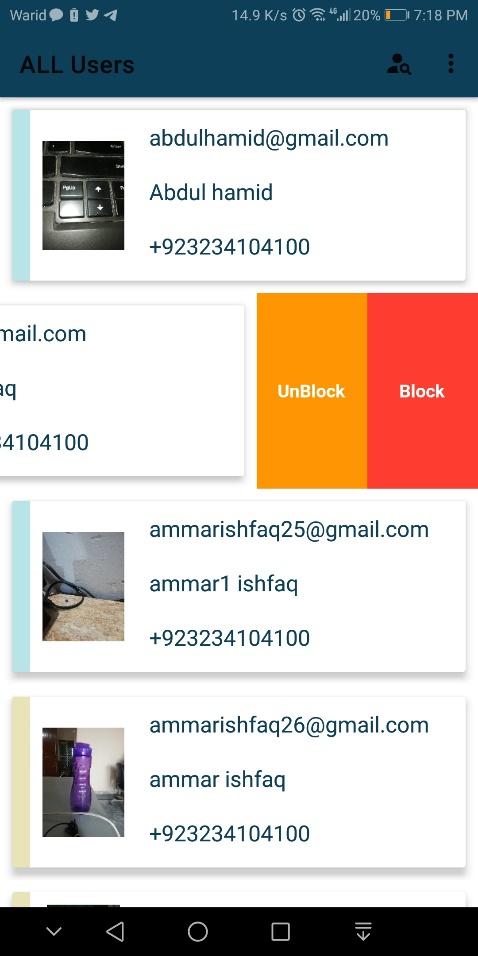 Warid 14.9 K/s 4G 20% 7:18 PM
ALL Users
abdulhamid@gmail.com
Abdul hamid
+923234104100
mail.com
aq
34104100
UnBlock
Block
ammarishfaq25@gmail.com
ammar1 ishfaq
+923234104100
ammarishfaq26@gmail.com
ammar ishfaq
+923234104100